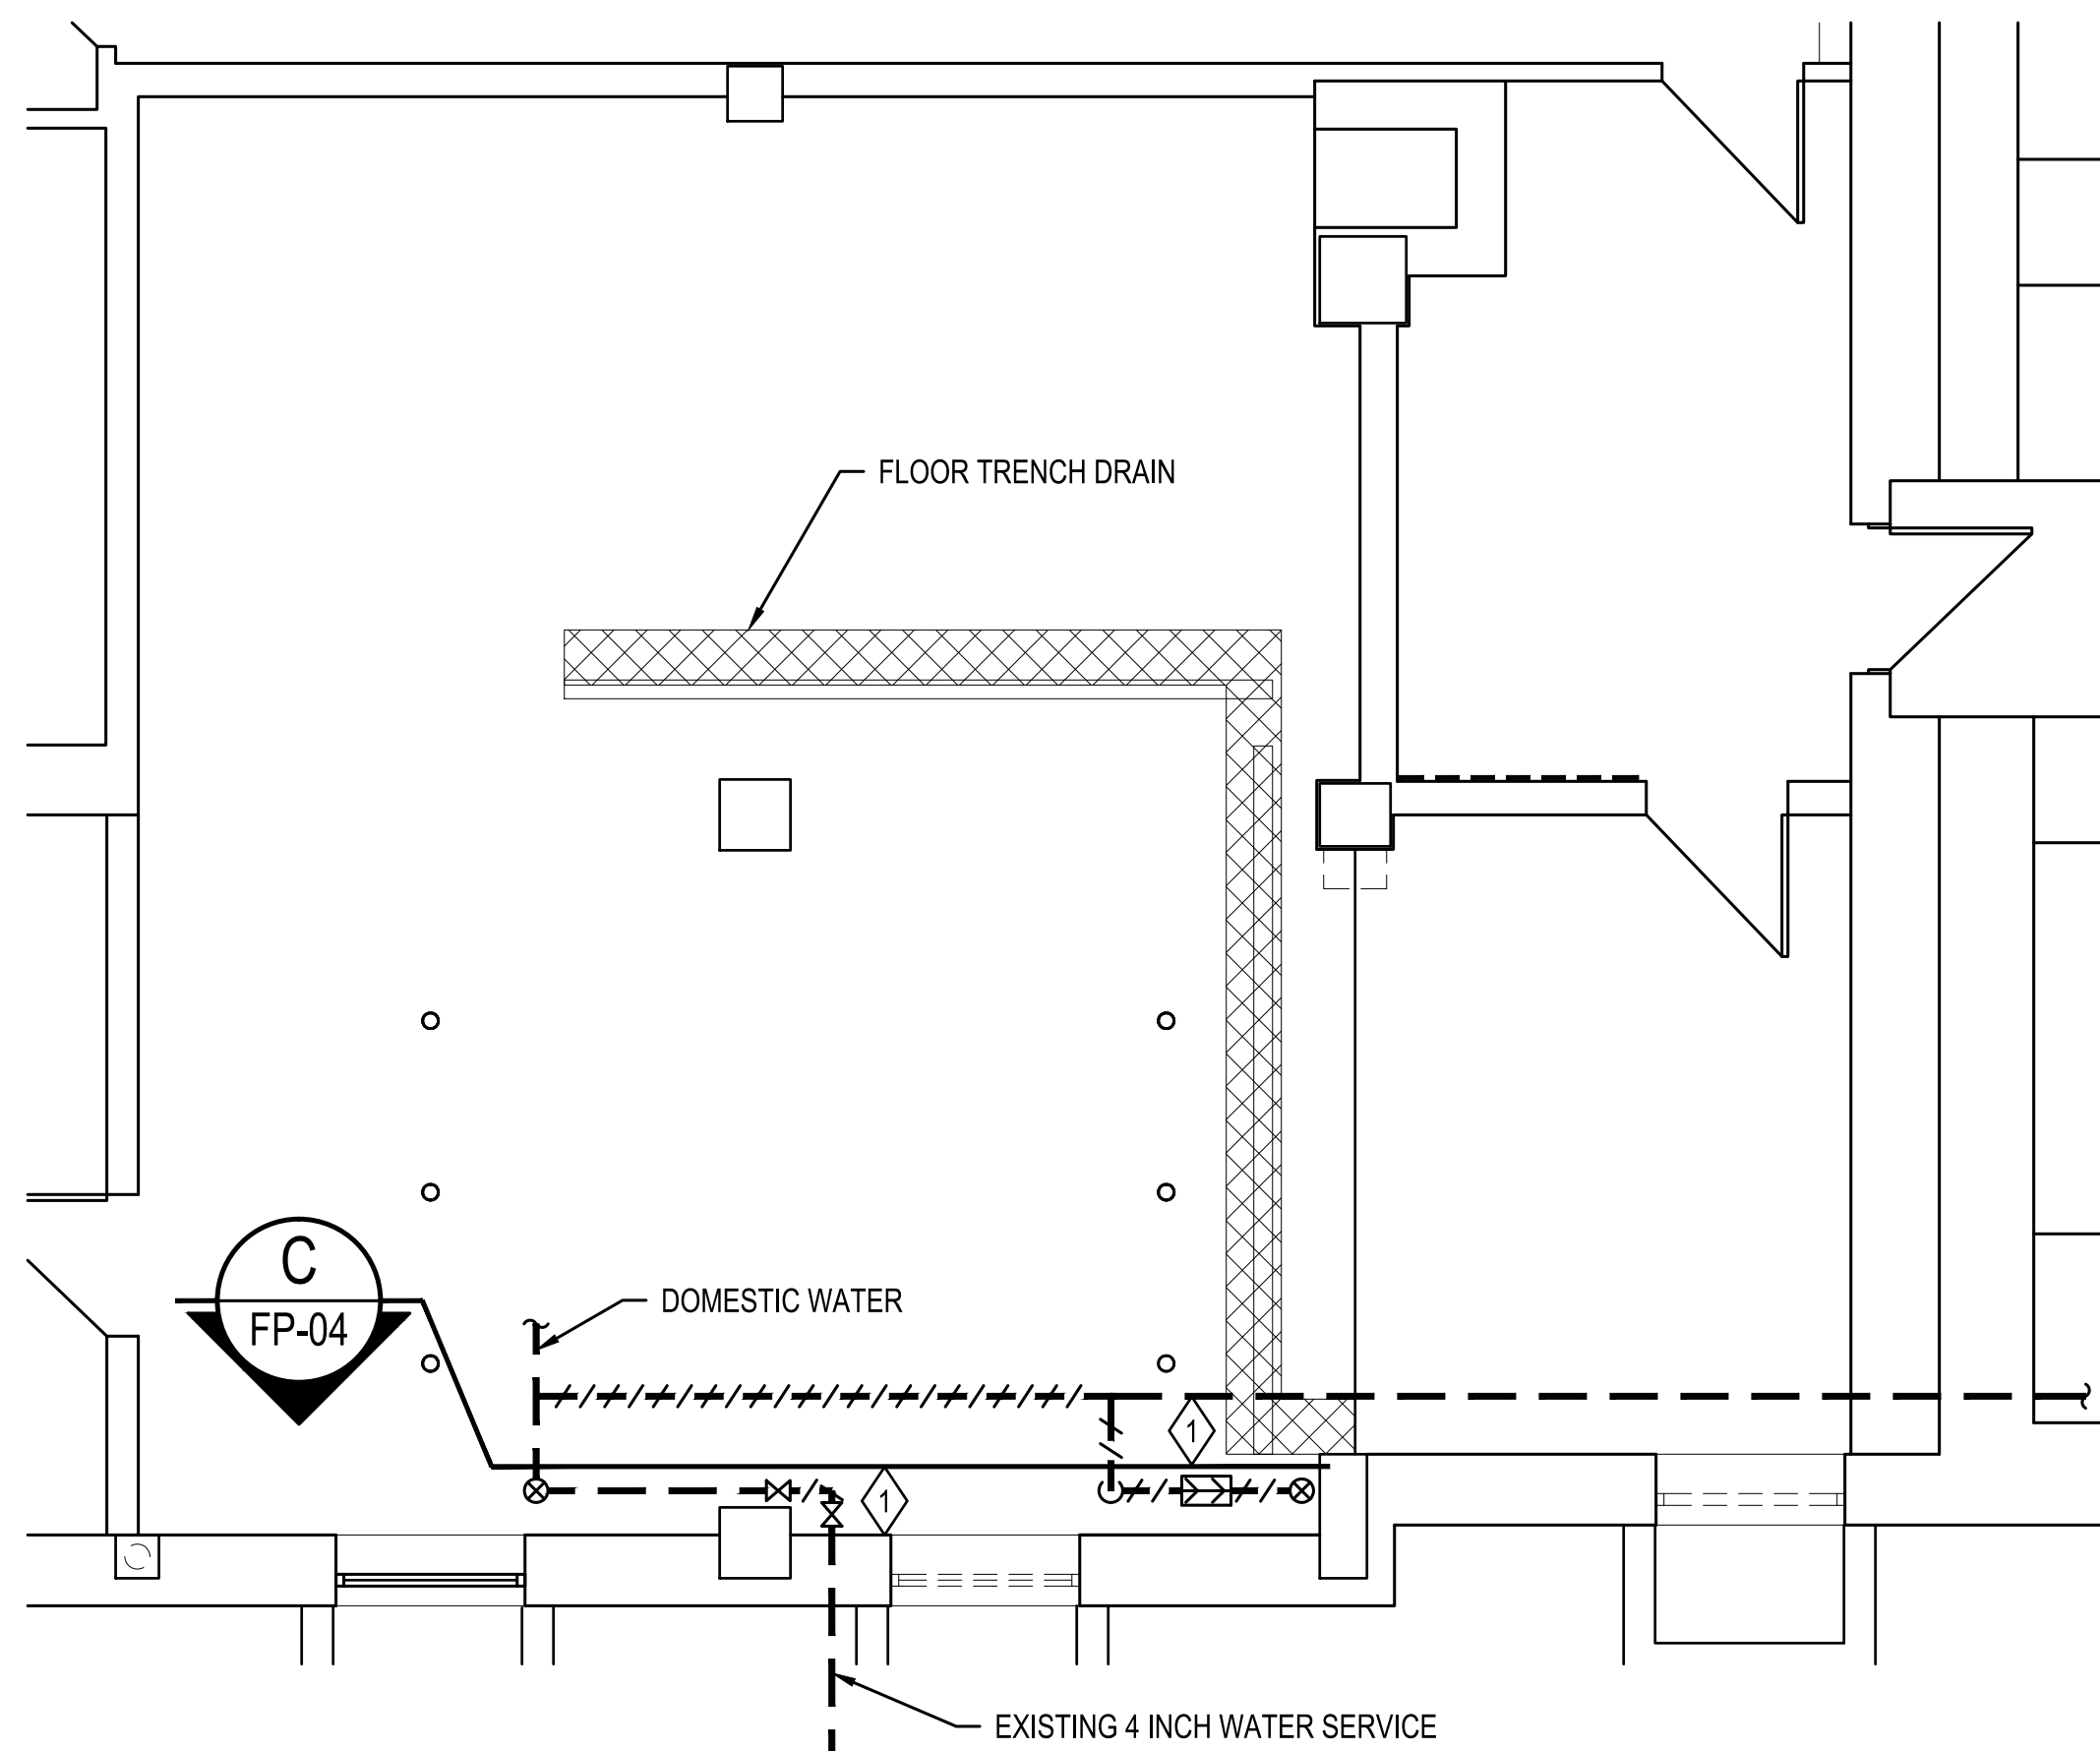 FLOOR TRENCH DRAIN
C
FP-04
DOMESTIC WATER
1
1
EXISTING 4 INCH WATER SERVICE